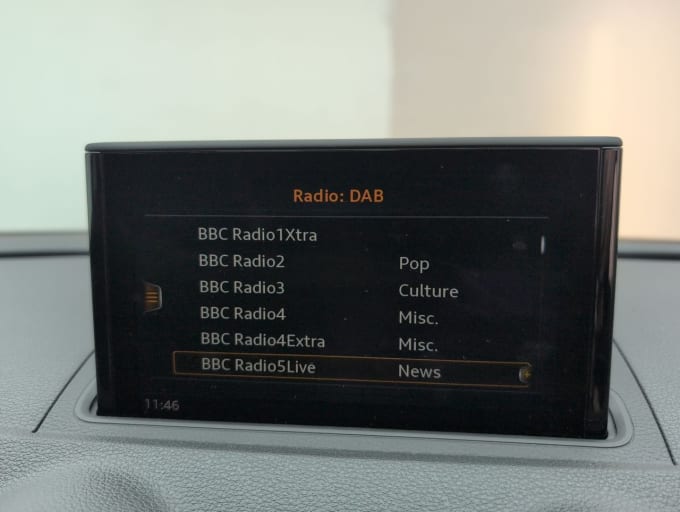 Radio: DAB
BBC Radio1Xtra
BBC Radio2 Pop
BBC Radio3 Culture
BBC Radio4 Misc.
BBC Radio4Extra Misc.
BBC Radio5Live News
11:46